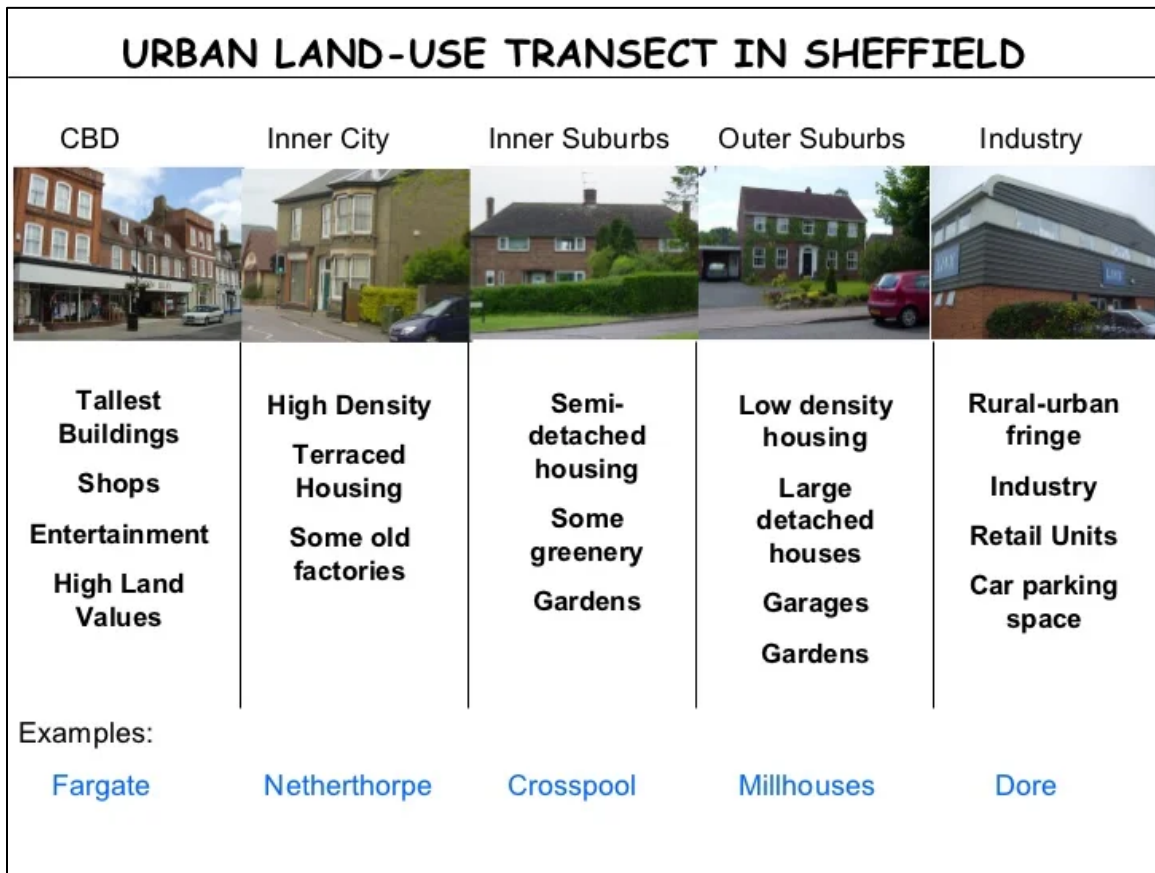 URBAN LAND-USE TRANSECT IN SHEFFIELD
CBD
Inner City
Inner Suburbs
Outer Suburbs
Industry
Tallest
Buildings
Shops
Entertainment
High Land
Values
High Density
Terraced
Housing
Some old
factories
Semi-
detached
housing
Some
greenery
Gardens
Low density
housing
Large
detached
houses
Garages
Gardens
Rural-urban
fringe
Industry
Retail Units
Car parking
space
Examples:
Fargate
Netherthorpe
Crosspool
Millhouses
Dore